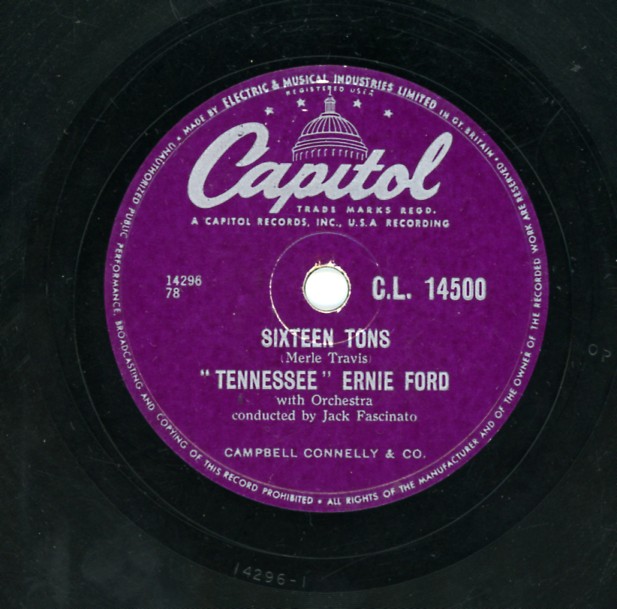 MADE BY ELECTRIC & MUSICAL INDUSTRIES LIMITED IN GT. BRITAIN • ALL RIGHTS OF THE MANUFACTURER AND OF THE OWNER OF THE RECORDED WORK ARE RESERVED • UNAUTHORIZED PUBLIC PERFORMANCE, BROADCASTING AND COPYING OF THIS RECORD PROHIBITED •
REGISTERED USER
Capitol
TRADE MARKS REGD.
A CAPITOL RECORDS, INC., U.S.A RECORDING
14296
78
C.L. 14500
SIXTEEN TONS
(Merle Travis)
"TENNESSEE" ERNIE FORD
with Orchestra
conducted by Jack Fascinato
CAMPBELL CONNELLY & CO.
14296-1